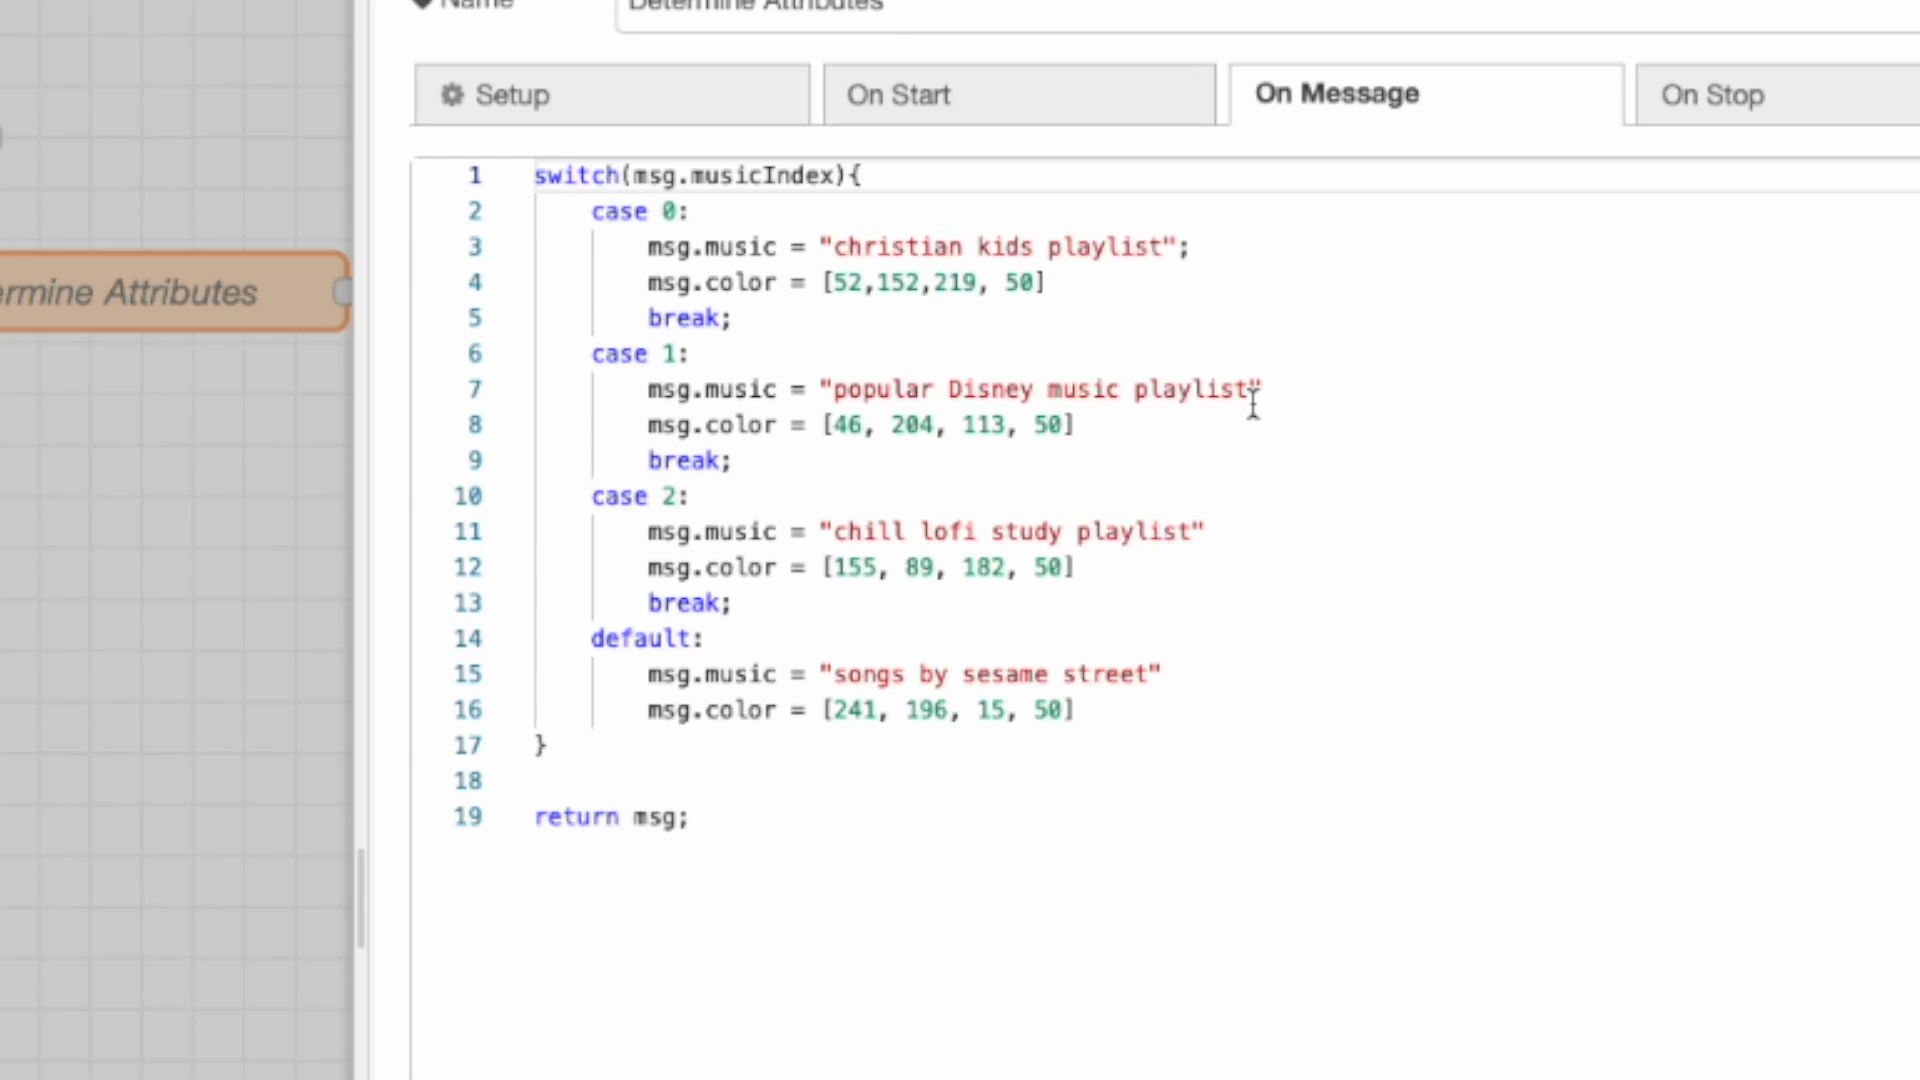 Name
Determine Attributes
Setup
On Start
On Message
On Stop
ermine Attributes
1 switch(msg.musicIndex){
2 case 0:
3 msg.music = "christian kids playlist";
4 msg.color = [52,152,219, 50]
5 break;
6 case 1:
7 msg.music = "popular Disney music playlist"
8 msg.color = [46, 204, 113, 50]
9 break;
10 case 2:
11 msg.music = "chill lofi study playlist"
12 msg.color = [155, 89, 182, 50]
13 break;
14 default:
15 msg.music = "songs by sesame street"
16 msg.color = [241, 196, 15, 50]
17 }
18
19 return msg;